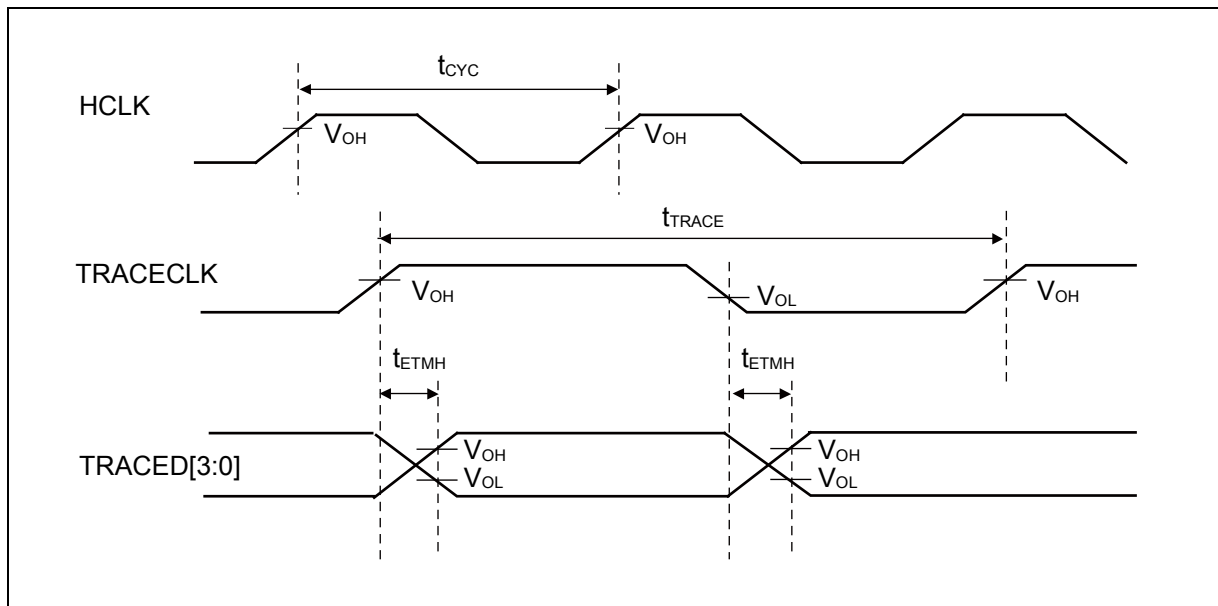 tCYC
HCLK
VOH
VOH
tTRACE
TRACECLK
VOH
VOL
VOH
tETMH
tETMH
TRACED[3:0]
VOH
VOL
VOH
VOL